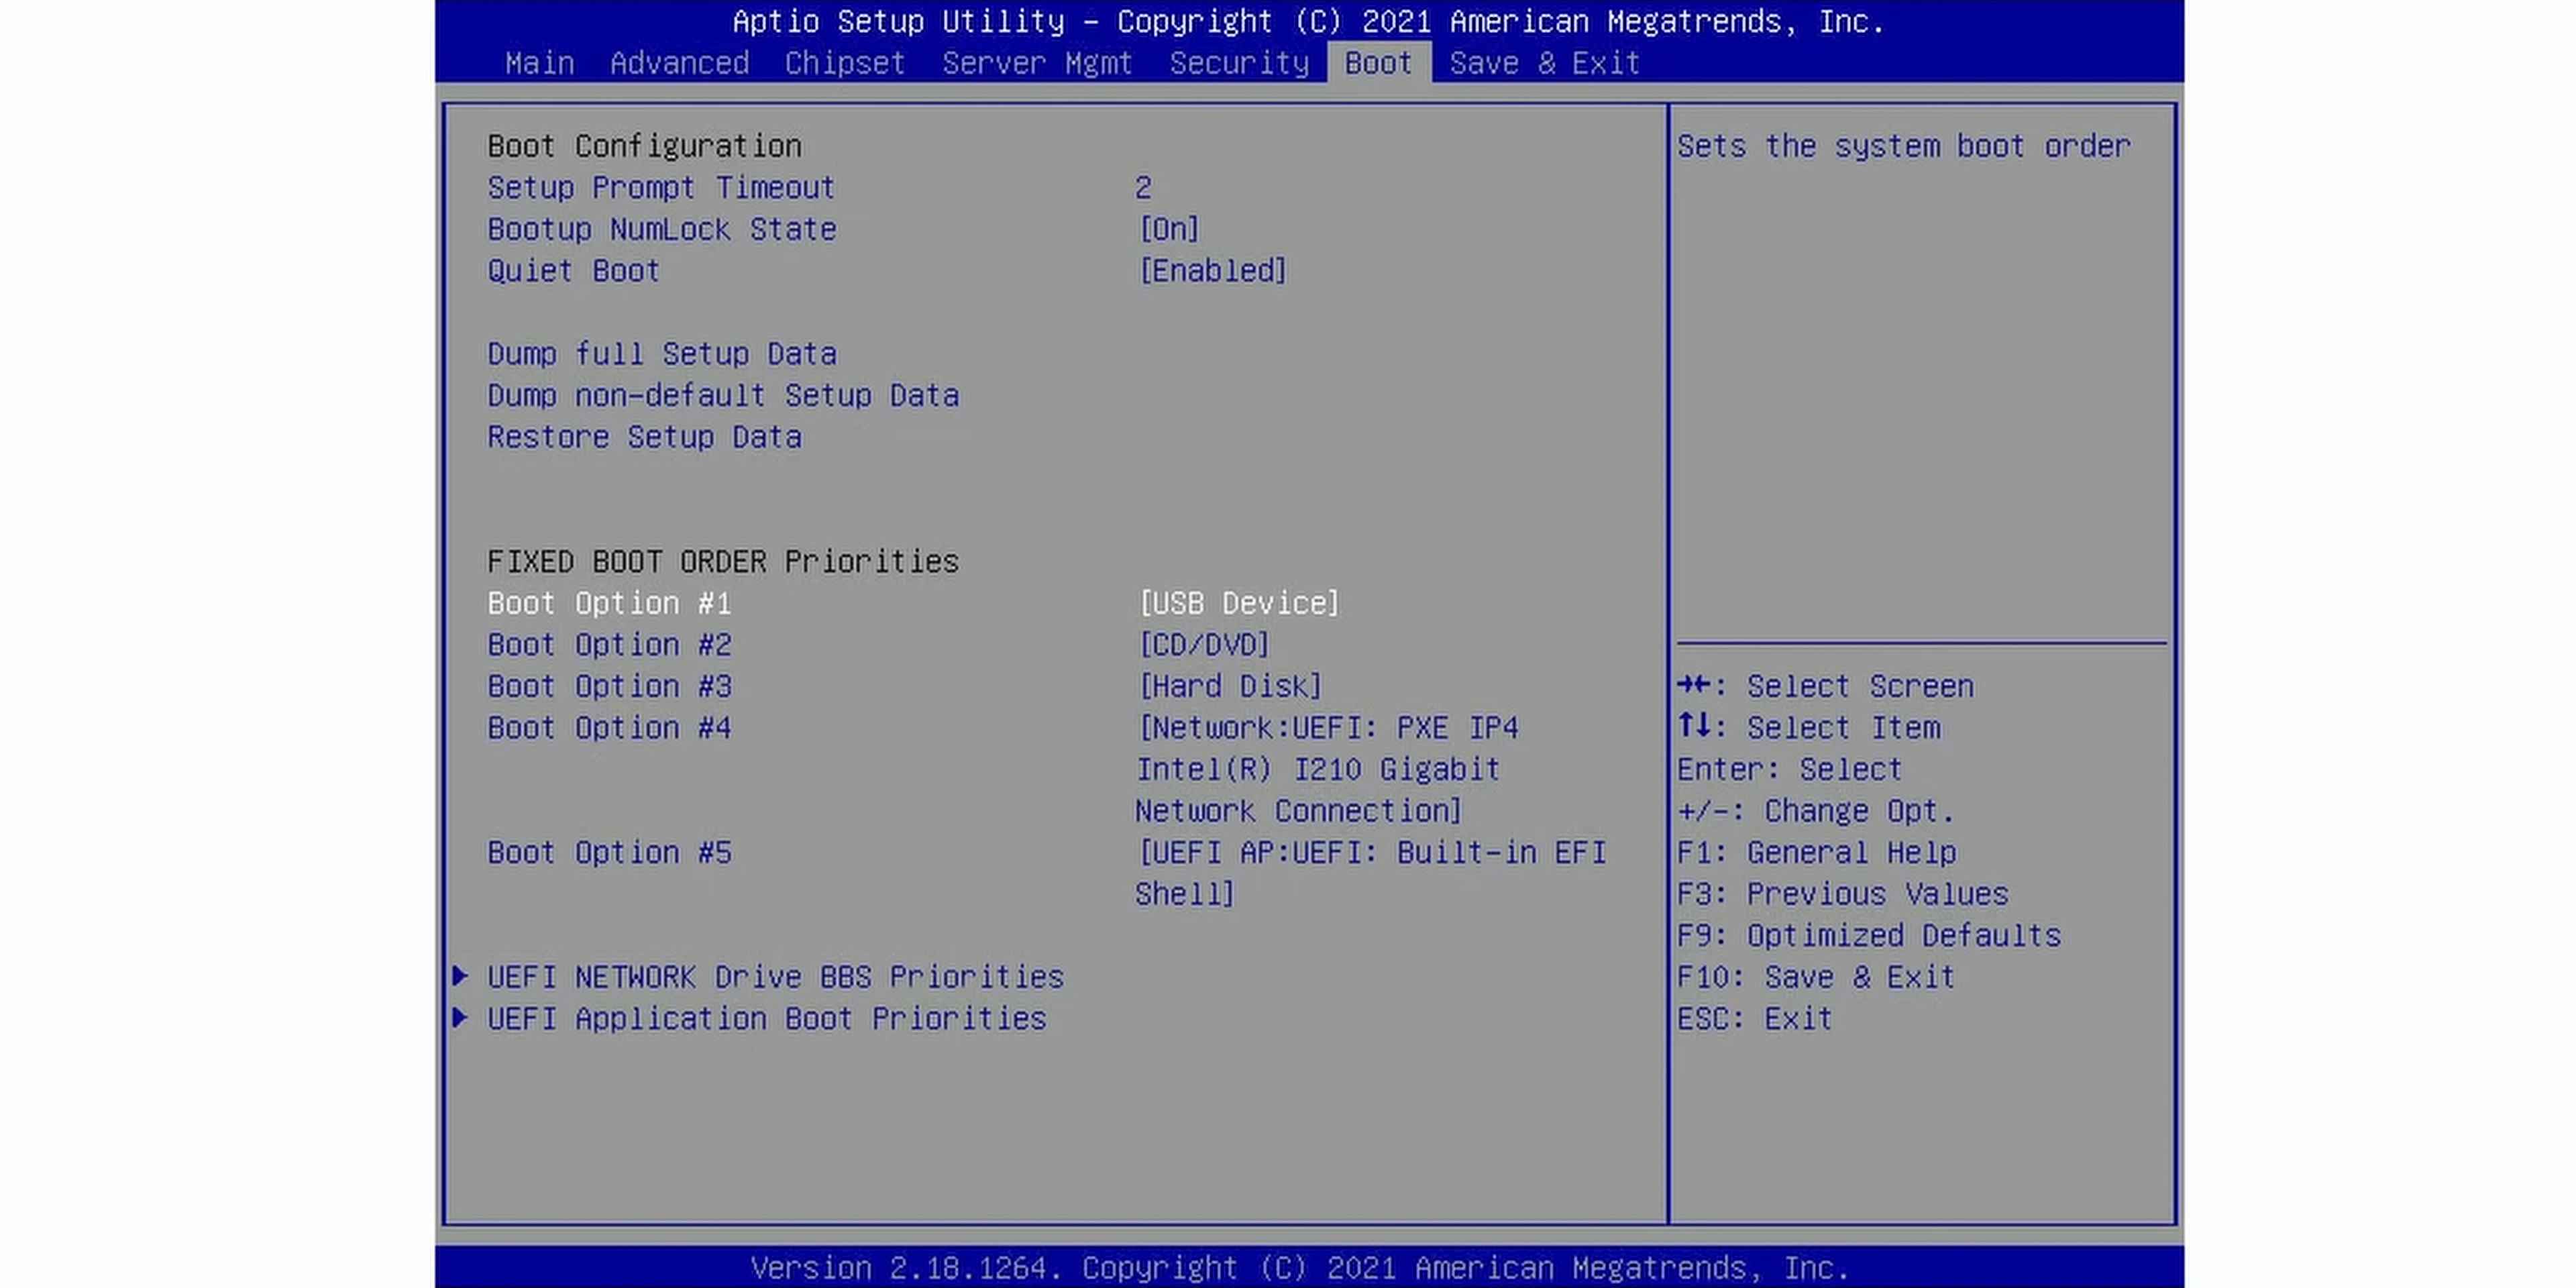 Aptio Setup Utility – Copyright (C) 2021 American Megatrends, Inc.
Main Advanced Chipset Server Mgmt Security Boot Save & Exit
Boot Configuration
Setup Prompt Timeout 2
Bootup NumLock State [On]
Quiet Boot [Enabled]
Dump full Setup Data
Dump non-default Setup Data
Restore Setup Data
FIXED BOOT ORDER Priorities
Boot Option #1 [USB Device]
Boot Option #2 [CD/DVD]
Boot Option #3 [Hard Disk]
Boot Option #4 [Network:UEFI: PXE IP4
Intel(R) I210 Gigabit
Network Connection]
Boot Option #5 [UEFI AP:UEFI: Built-in EFI
Shell]
UEFI NETWORK Drive BBS Priorities
UEFI Application Boot Priorities
Sets the system boot order
→←: Select Screen
↑↓: Select Item
Enter: Select
+/-: Change Opt.
F1: General Help
F3: Previous Values
F9: Optimized Defaults
F10: Save & Exit
ESC: Exit
Version 2.18.1264. Copyright (C) 2021 American Megatrends, Inc.